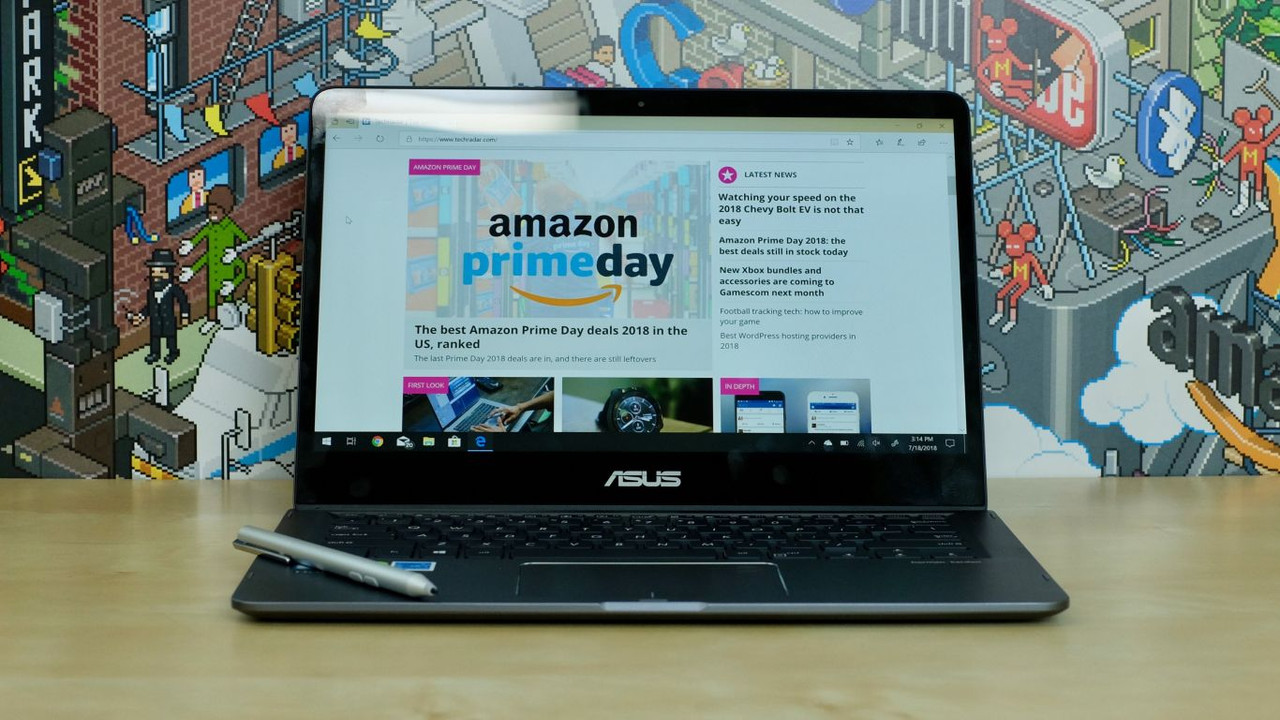 ARK
M
M
M
ama
https://www.techradar.com/
AMAZON PRIME DAY
amazon
primeday
The best Amazon Prime Day deals 2018 in the
US, ranked
The last Prime Day 2018 deals are in, and there are still leftovers
LATEST NEWS
Watching your speed on the
2018 Chevy Bolt EV is not that
easy
Amazon Prime Day 2018: the
best deals still in stock today
New Xbox bundles and
accessories are coming to
Gamescom next month
Football tracking tech: how to improve
your game
Best WordPress hosting providers in
2018
FIRST LOOK
IN DEPTH
20
3:14 PM
7/18/2018
ASUS